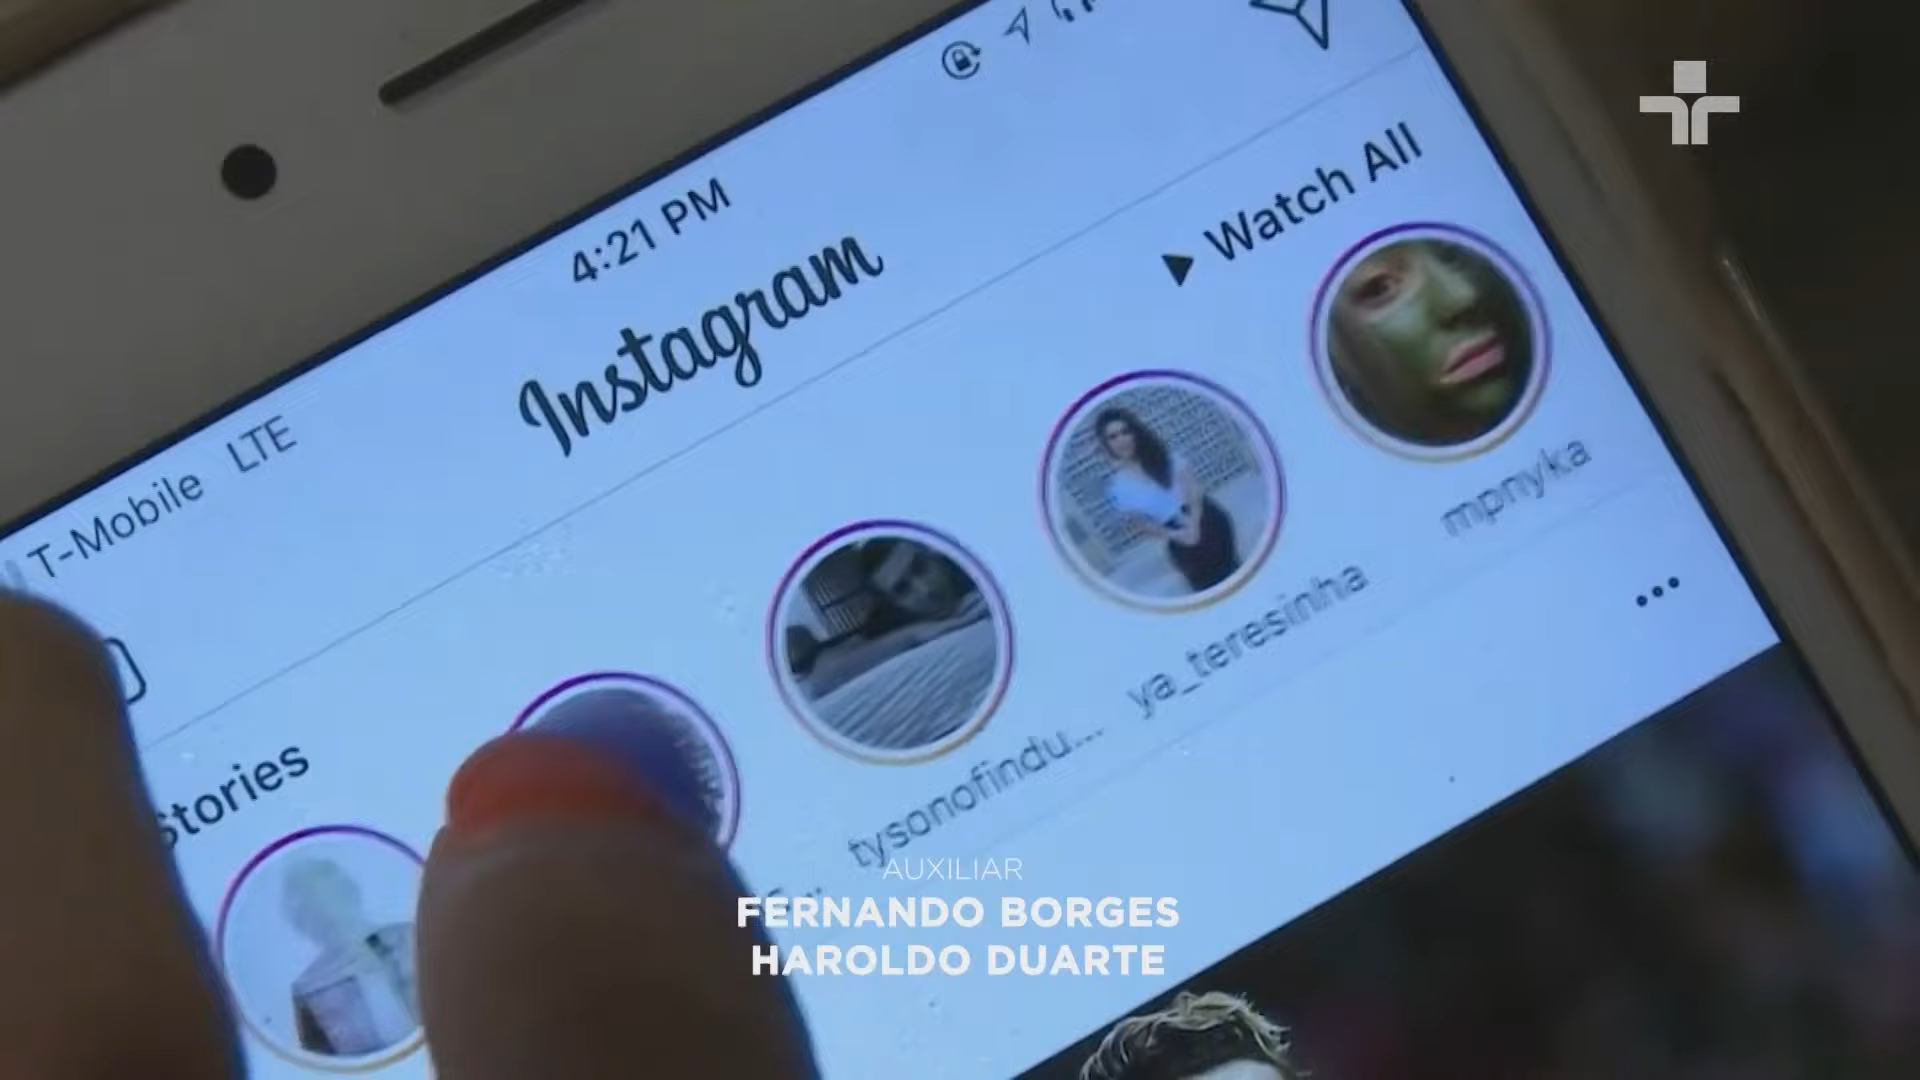 4:21 PM
T-Mobile LTE
Instagram
Watch All
Stories
mpnyka
ya_teresinha
tysonofindu...
AUXILIAR
FERNANDO BORGES
HAROLDO DUARTE